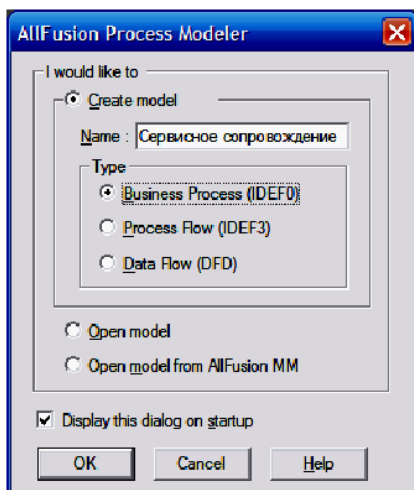 AllFusion Process Modeler
I would like to
Create model
Name : Сервисное сопровождение
Type
Business Process (IDEF0)
Process Flow (IDEF3)
Data Flow (DFD)
Open model
Open model from AllFusion MM
Display this dialog on startup
OK Cancel Help